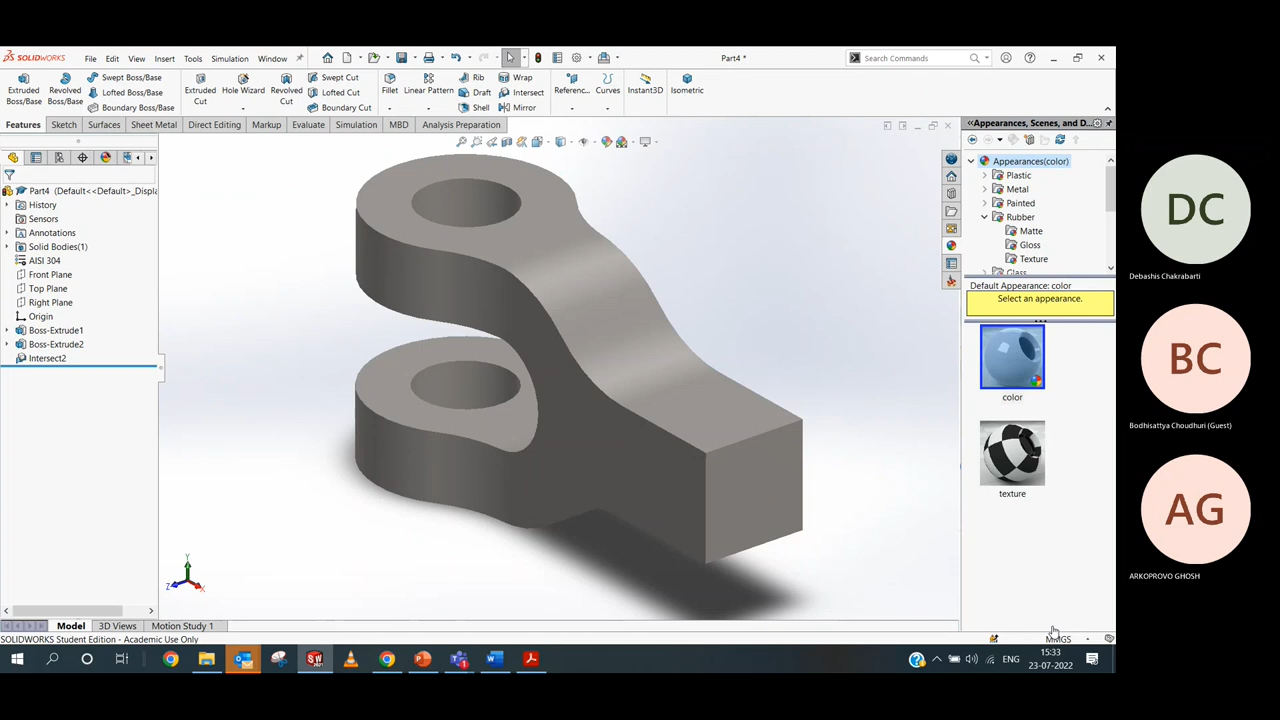 SOLIDWORKS File Edit View Insert Tools Simulation Window Part4 * Search Commands
Extruded Boss/Base
Revolved Boss/Base
Swept Boss/Base
Lofted Boss/Base
Boundary Boss/Base
Extruded Cut
Hole Wizard
Revolved Cut
Swept Cut
Lofted Cut
Boundary Cut
Fillet
Linear Pattern
Rib
Draft
Shell
Wrap
Intersect
Mirror
Referenc...
Curves
Instant3D
Isometric
Features Sketch Surfaces Sheet Metal Direct Editing Markup Evaluate Simulation MBD Analysis Preparation
Part4 (Default<<Default>_Displa
History
Sensors
Annotations
Solid Bodies(1)
AISI 304
Front Plane
Top Plane
Right Plane
Origin
Boss-Extrude1
Boss-Extrude2
Intersect2
Y
Z
X
Appearances, Scenes, and D...
Appearances(color)
Plastic
Metal
Painted
Rubber
Matte
Gloss
Texture
Glass
Default Appearance: color
Select an appearance.
color
texture
Model 3D Views Motion Study 1
SOLIDWORKS Student Edition - Academic Use Only
MMGS
ENG
15:33
23-07-2022
DC
Debashis Chakrabarti
BC
Bodhisattya Choudhuri (Guest)
AG
ARKOPROVO GHOSH